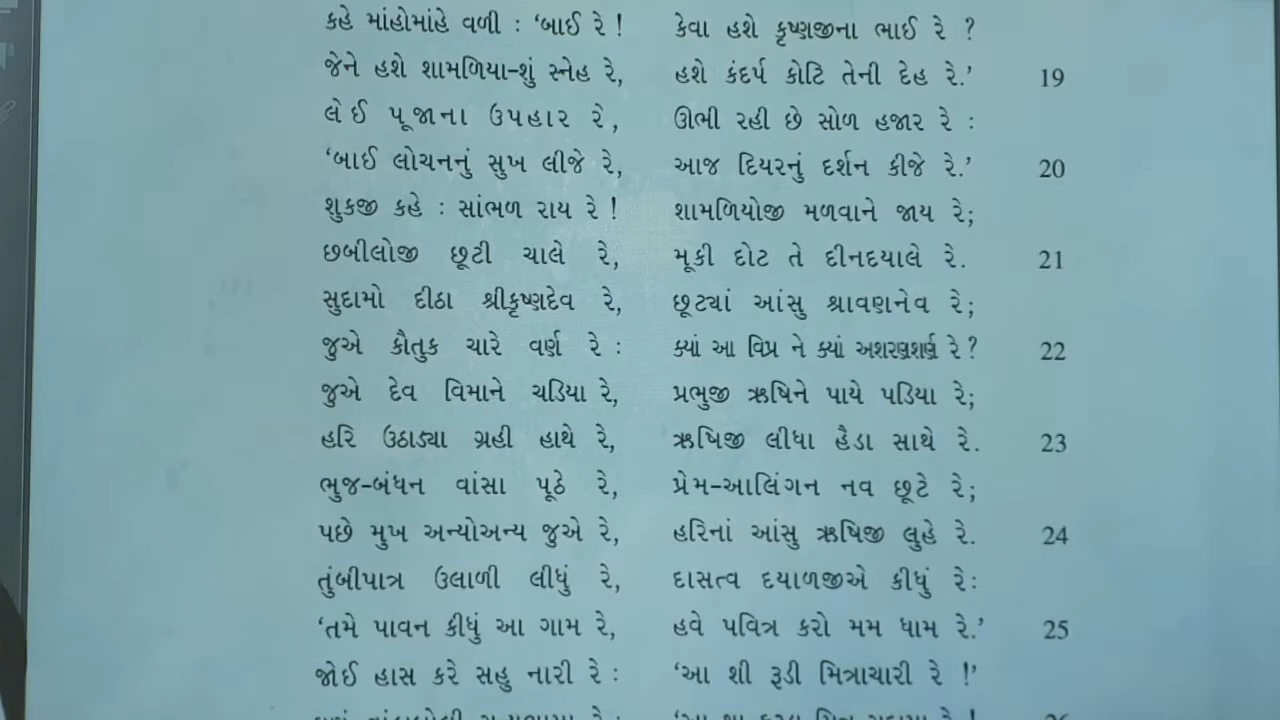 કહે માંહોમાંહે વળી : ‘બાઈ રે ! કેવા હશે કૃષ્ણજીના ભાઈ રે ?
જેને હશે શામળિયા-શું સ્નેહ રે, હશે કંદર્પ કોટિ તેની દેહ રે.’ 19
લેઈ પૂજાના ઉપહાર રે, ઊભી રહી છે સોળ હજાર રે :
‘બાઈ લોચનનું સુખ લીજે રે, આજ દિયરનું દર્શન કીજે રે.’ 20
શુકજી કહે : સાંભળ રાય રે ! શામળિયોજી મળવાને જાય રે;
છબીલોજી છૂટી ચાલે રે, મૂકી દોટ તે દીનદયાલે રે. 21
સુદામો દીઠા શ્રીકૃષ્ણદેવ રે, છૂટ્યાં આંસુ શ્રાવણનેવ રે;
જુએ કૌતુક ચારે વર્ણ રે : ક્યાં આ વિપ્ર ને ક્યાં અશરણશર્ણ રે ? 22
જુએ દેવ વિમાને ચડિયા રે, પ્રભુજી ઋષિને પાયે પડિયા રે;
હરિ ઉઠાડ્યા ગ્રહી હાથે રે, ઋષિજી લીધા હૈડા સાથે રે. 23
ભુજ-બંધન વાંસા પૂઠે રે, પ્રેમ-આલિંગન નવ છૂટે રે;
પછે મુખ અન્યોઅન્ય જુએ રે, હરિનાં આંસુ ઋષિજી લુહે રે. 24
તુંબીપાત્ર ઉલાળી લીધું રે, દાસત્વ દયાળજીએ કીધું રે:
‘તમે પાવન કીધું આ ગામ રે, હવે પવિત્ર કરો મમ ધામ રે.’ 25
જોઈ હાસ કરે સહુ નારી રે : ‘આ શી રૂડી મિત્રાચારી રે !’